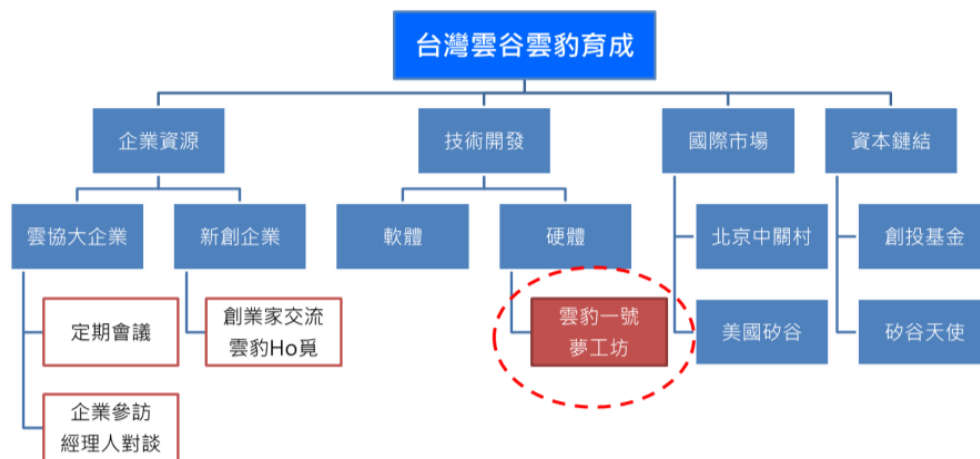 台灣雲谷雲豹育成
企業資源
技術開發
國際市場
資本鏈結
雲協大企業
新創企業
軟體
硬體
北京中關村
創投基金
定期會議
創業家交流
雲豹Ho覓
雲豹一號
夢工坊
美國矽谷
矽谷天使
企業參訪
經理人對談